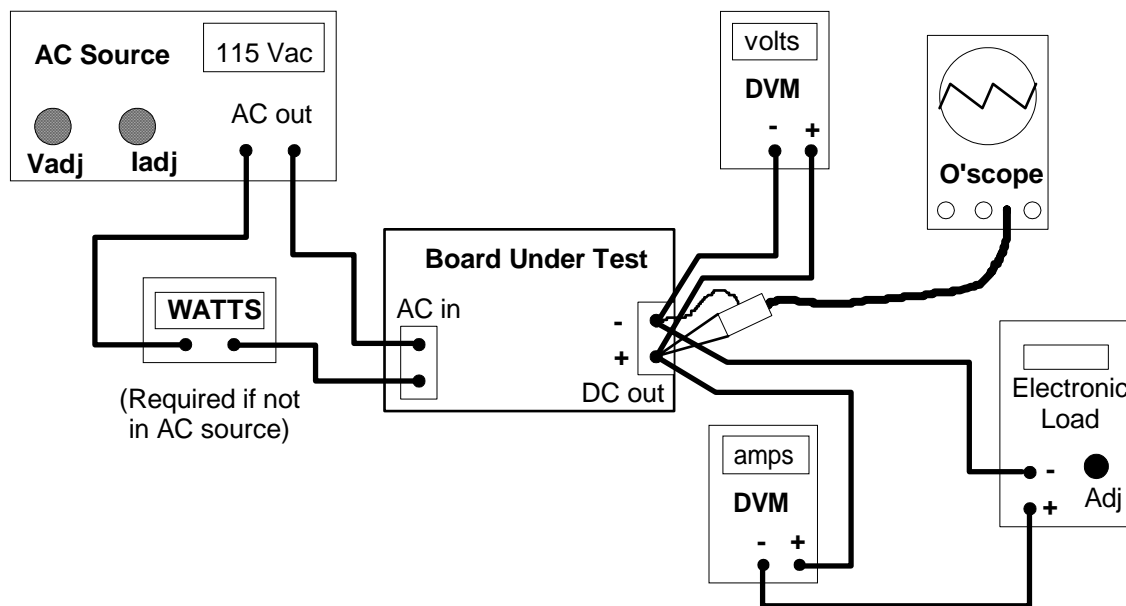 AC Source
115 Vac
AC out
Vadj
Iadj
WATTS
(Required if not
in AC source)
Board Under Test
AC in
-
+
DC out
volts
DVM
- +
O'scope
amps
DVM
- +
Electronic
Load
-
+
Adj